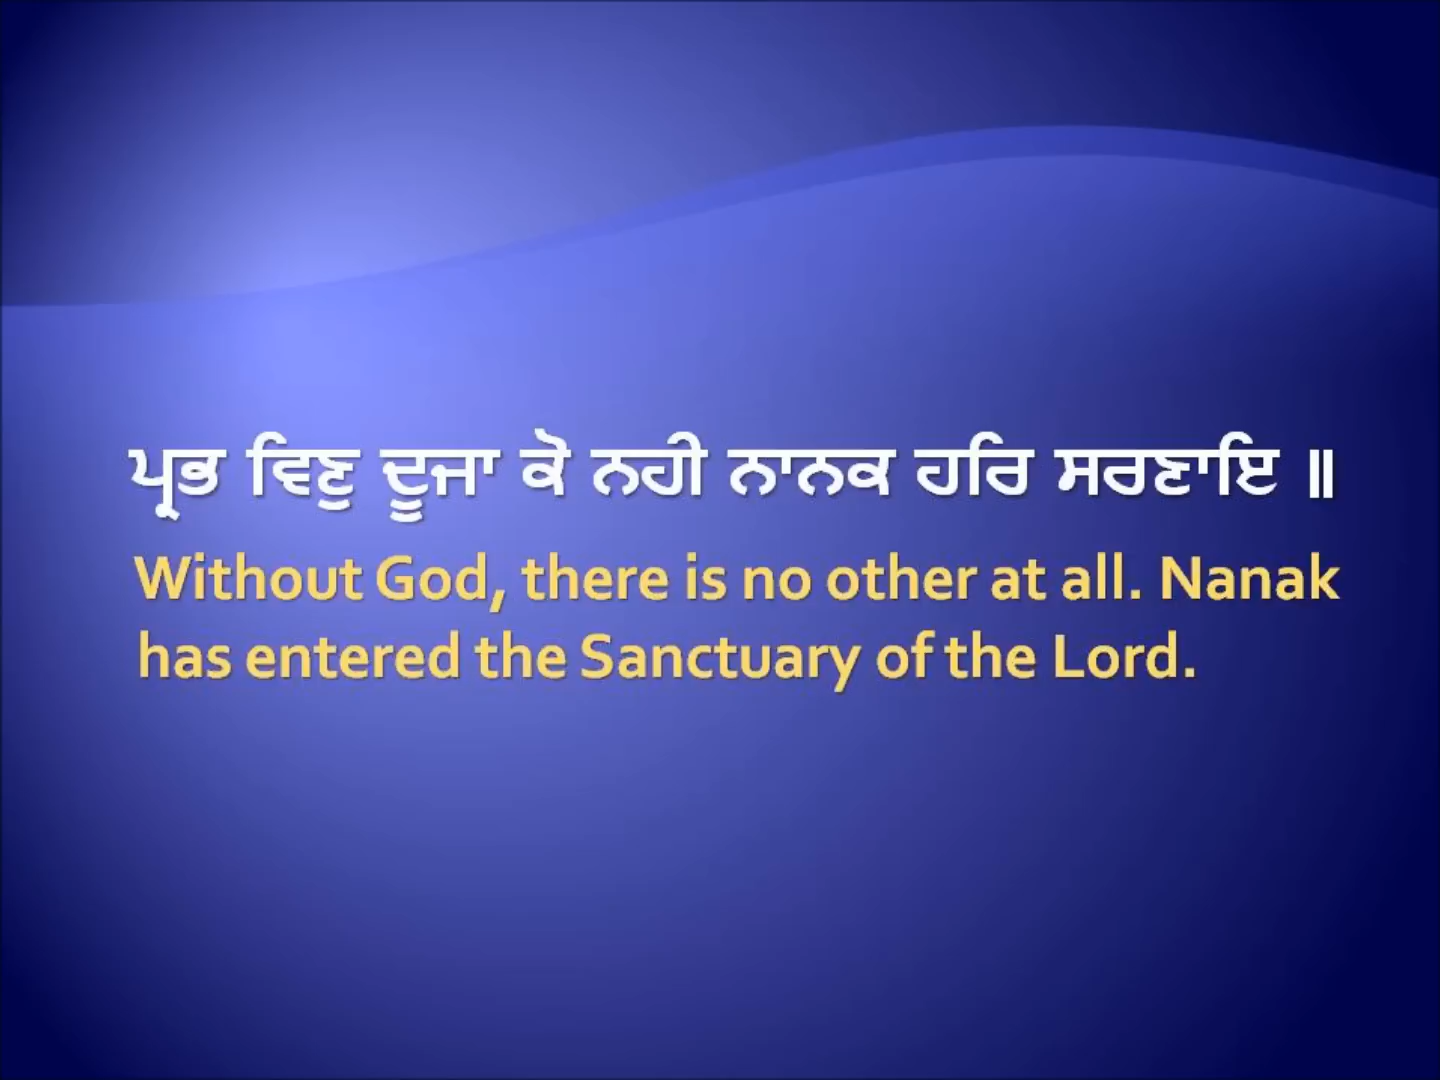 ਪ੍ਰਭ ਵਿਣੁ ਦੂਜਾ ਕੋ ਨਹੀ ਨਾਨਕ ਹਰਿ ਸਰਣਾਇ ॥
Without God, there is no other at all. Nanak
has entered the Sanctuary of the Lord.